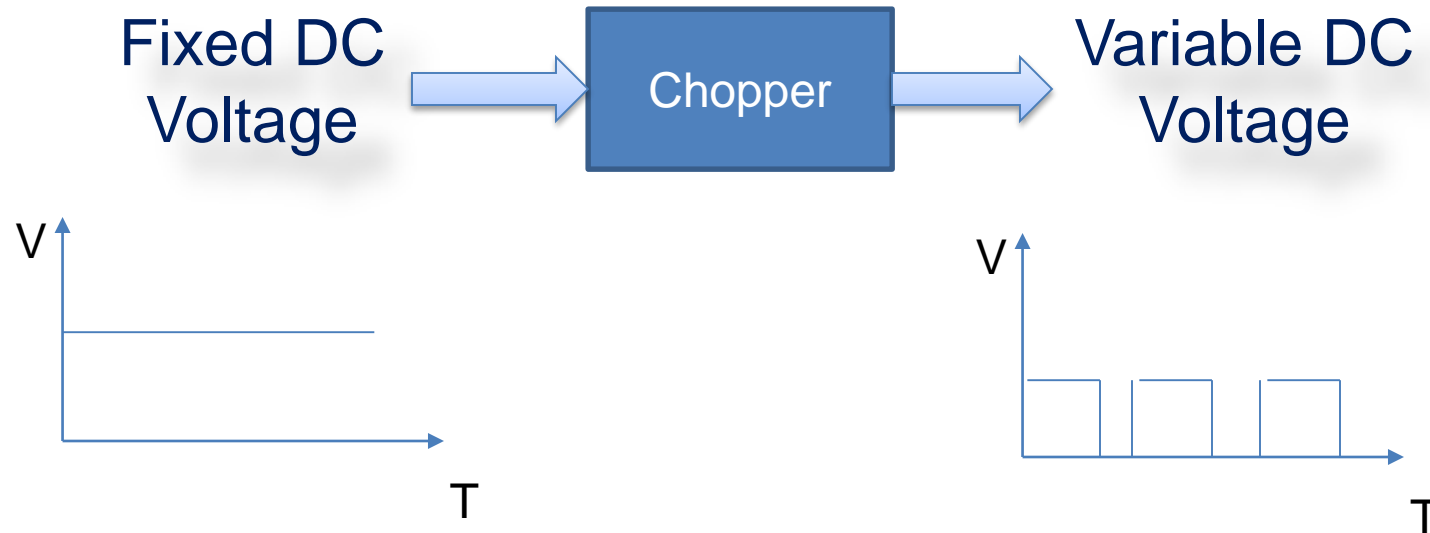 Fixed DC
Voltage
Chopper
Variable DC
Voltage
V
T
V
T